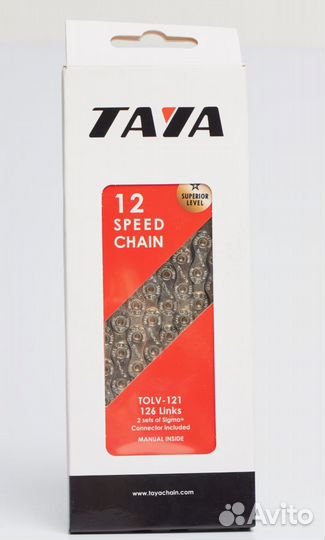 TAYA
12
SPEED
CHAIN
SUPERIOR
LEVEL
TOLV-121
126 Links
2 sets of Sigma+
Connector Included
MANUAL INSIDE
www.tayachain.com
Avito